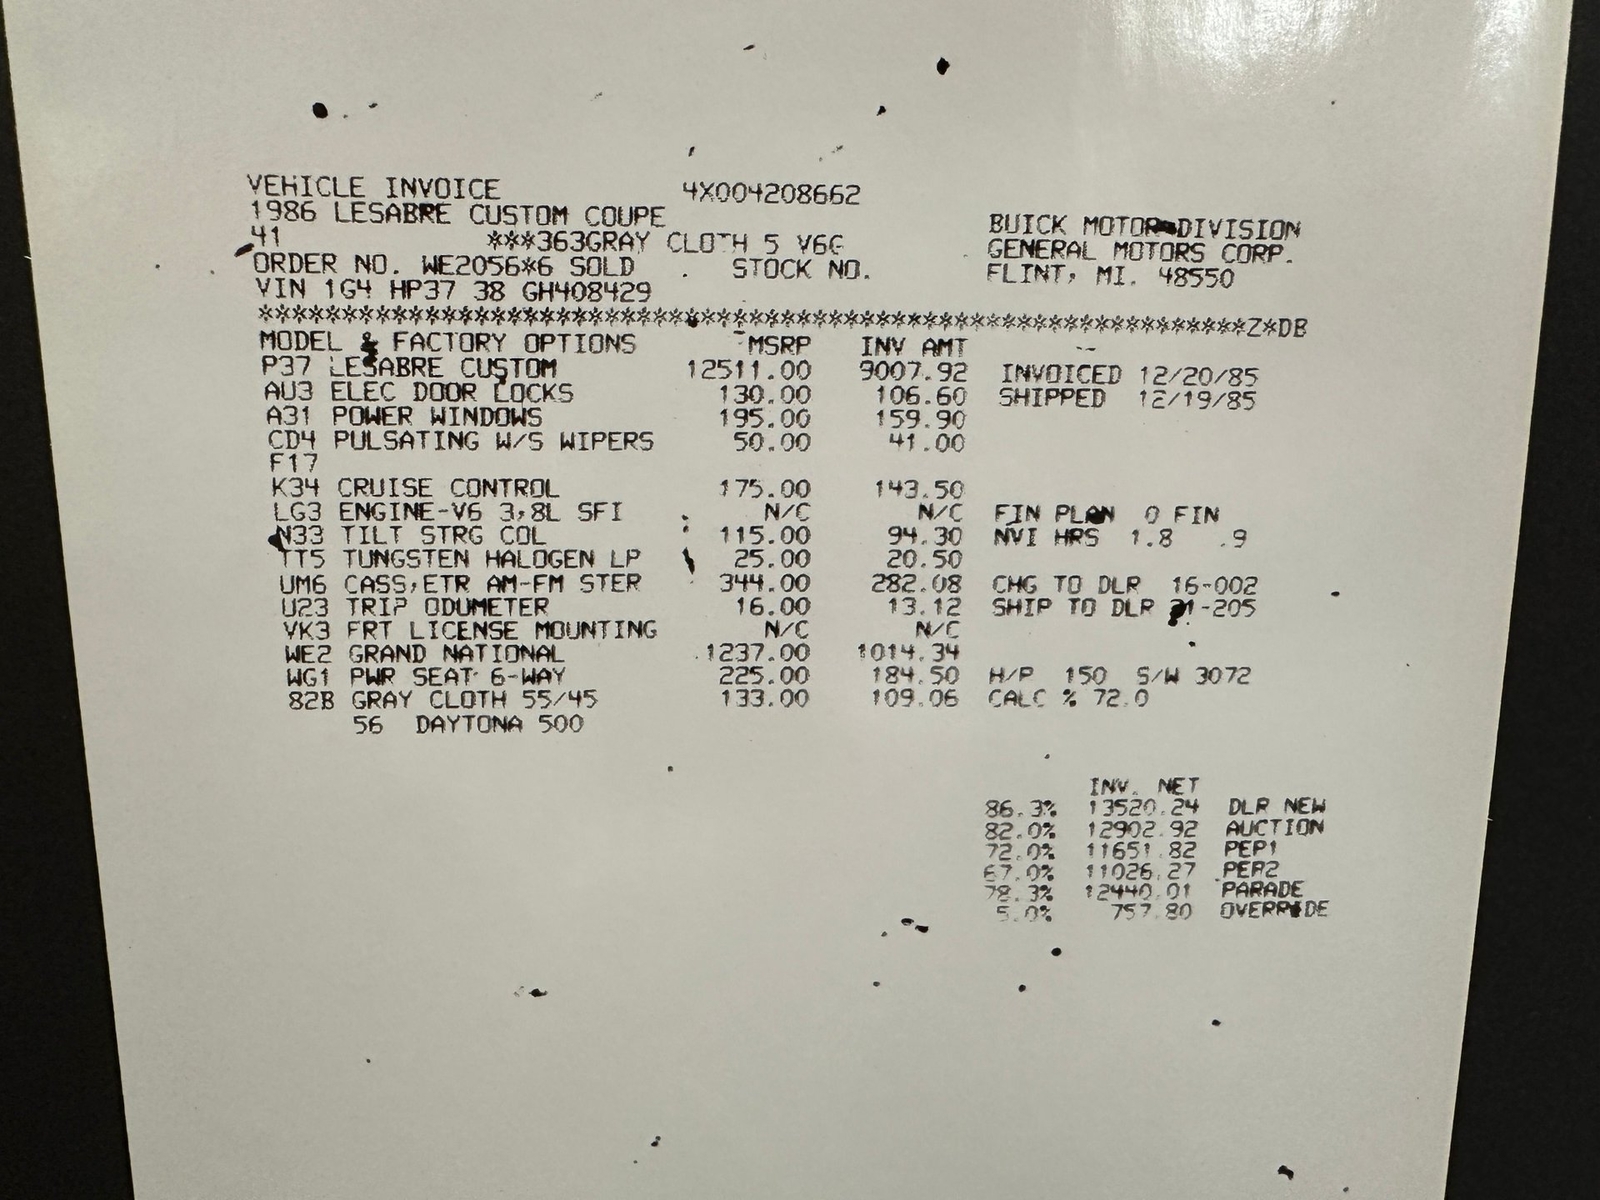 VEHICLE INVOICE 4X004208662
1986 LESABRE CUSTOM COUPE BUICK MOTOR DIVISION
41 ***363GRAY CLOTH 5 V6G GENERAL MOTORS CORP.
ORDER NO. WE2056*6 SOLD . STOCK NO. FLINT, MI. 48550
VIN 1G4 HP37 38 GH408429
******************************************************************************Z*DB
MODEL & FACTORY OPTIONS MSRP INV AMT
P37 LESABRE CUSTOM 12511.00 9007.92 INVOICED 12/20/85
AU3 ELEC DOOR LOCKS 130.00 106.60 SHIPPED 12/19/85
A31 POWER WINDOWS 195.00 159.90
CD4 PULSATING W/S WIPERS 50.00 41.00
F17
K34 CRUISE CONTROL 175.00 143.50
LG3 ENGINE-V6 3,8L SFI N/C N/C FIN PLAN 0 FIN
N33 TILT STRG COL 115.00 94.30 NVI HRS 1.8 .9
TT5 TUNGSTEN HALOGEN LP 25.00 20.50
UM6 CASS,ETR AM-FM STER 344.00 282.08 CHG TO DLR 16-002
U23 TRIP ODUMETER 16.00 13.12 SHIP TO DLR 21-205
VK3 FRT LICENSE MOUNTING N/C N/C
WE2 GRAND NATIONAL 1237.00 1014.34
WG1 PWR SEAT 6-WAY 225.00 184.50 H/P 150 S/W 3072
82B GRAY CLOTH 55/45 133.00 109.06 CALC % 72.0
56 DAYTONA 500
INV. NET
86.3% 13520.24 DLR NEW
82.0% 12902.92 AUCTION
72.0% 11651.82 PEP1
67.0% 11026.27 PEP2
78.3% 12440.01 PARADE
5.0% 757.80 OVERRIDE